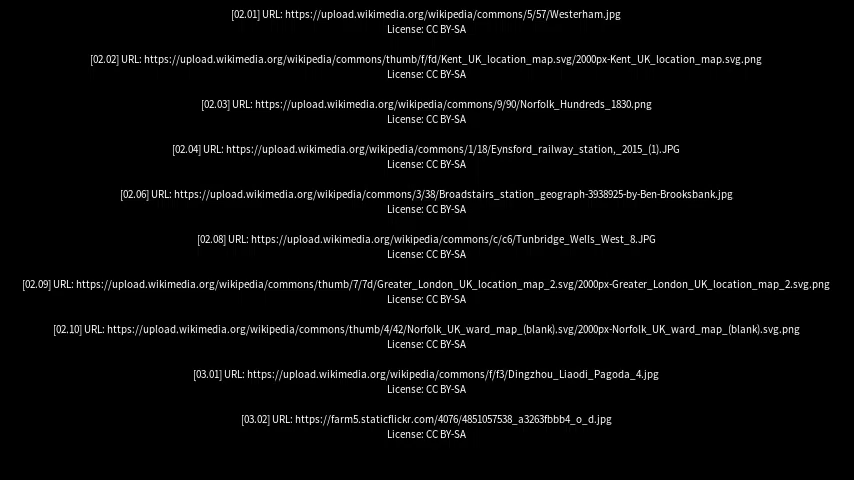 [02.01] URL: https://upload.wikimedia.org/wikipedia/commons/5/57/Westerham.jpg
License: CC BY-SA
[02.02] URL: https://upload.wikimedia.org/wikipedia/commons/thumb/f/fd/Kent_UK_location_map.svg/2000px-Kent_UK_location_map.svg.png
License: CC BY-SA
[02.03] URL: https://upload.wikimedia.org/wikipedia/commons/9/90/Norfolk_Hundreds_1830.png
License: CC BY-SA
[02.04] URL: https://upload.wikimedia.org/wikipedia/commons/1/18/Eynsford_railway_station,_2015_(1).JPG
License: CC BY-SA
[02.06] URL: https://upload.wikimedia.org/wikipedia/commons/3/38/Broadstairs_station_geograph-3938925-by-Ben-Brooksbank.jpg
License: CC BY-SA
[02.08] URL: https://upload.wikimedia.org/wikipedia/commons/c/c6/Tunbridge_Wells_West_8.JPG
License: CC BY-SA
[02.09] URL: https://upload.wikimedia.org/wikipedia/commons/thumb/7/7d/Greater_London_UK_location_map_2.svg/2000px-Greater_London_UK_location_map_2.svg.png
License: CC BY-SA
[02.10] URL: https://upload.wikimedia.org/wikipedia/commons/thumb/4/42/Norfolk_UK_ward_map_(blank).svg/2000px-Norfolk_UK_ward_map_(blank).svg.png
License: CC BY-SA
[03.01] URL: https://upload.wikimedia.org/wikipedia/commons/f/f3/Dingzhou_Liaodi_Pagoda_4.jpg
License: CC BY-SA
[03.02] URL: https://farm5.staticflickr.com/4076/4851057538_a3263fbbb4_o_d.jpg
License: CC BY-SA